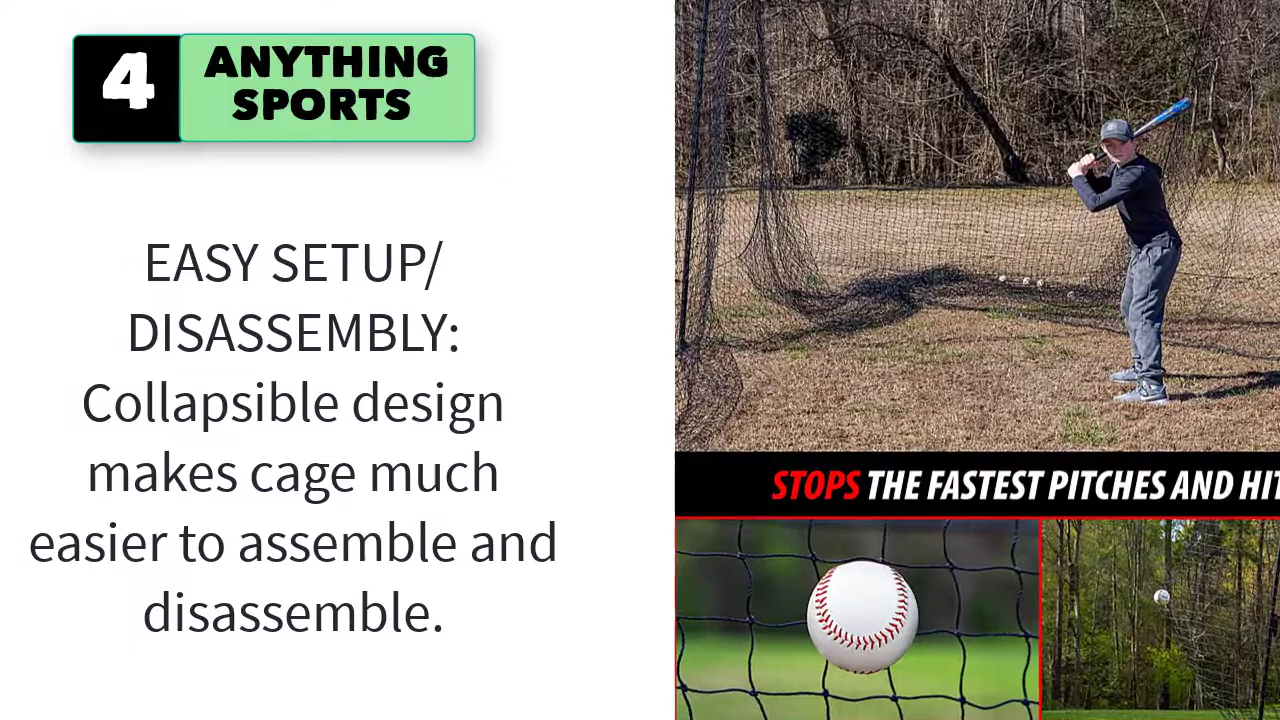 4
ANYTHING
SPORTS
EASY SETUP/
DISASSEMBLY:
Collapsible design
makes cage much
easier to assemble and
disassemble.
STOPS THE FASTEST PITCHES AND HIT